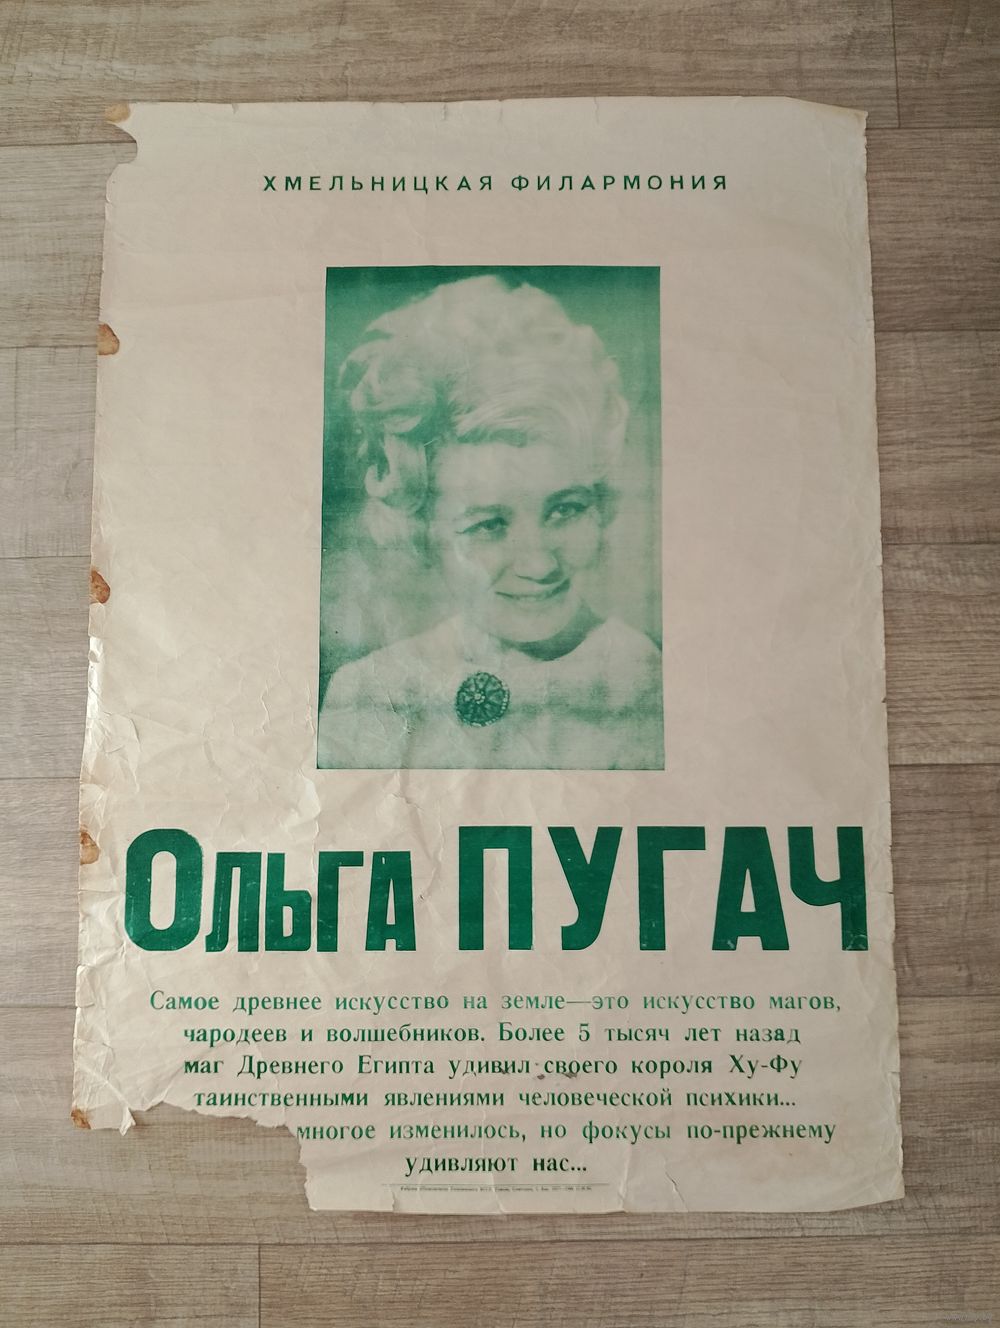 ХМЕЛЬНИЦКАЯ ФИЛАРМОНИЯ
Ольга ПУГАЧ
Самое древнее искусство на земле—это искусство магов,
чародеев и волшебников. Более 5 тысяч лет назад
маг Древнего Египта удивил своего короля Ху-Фу
таинственными явлениями человеческой психики...
многое изменилось, но фокусы по-прежнему
удивляют нас...